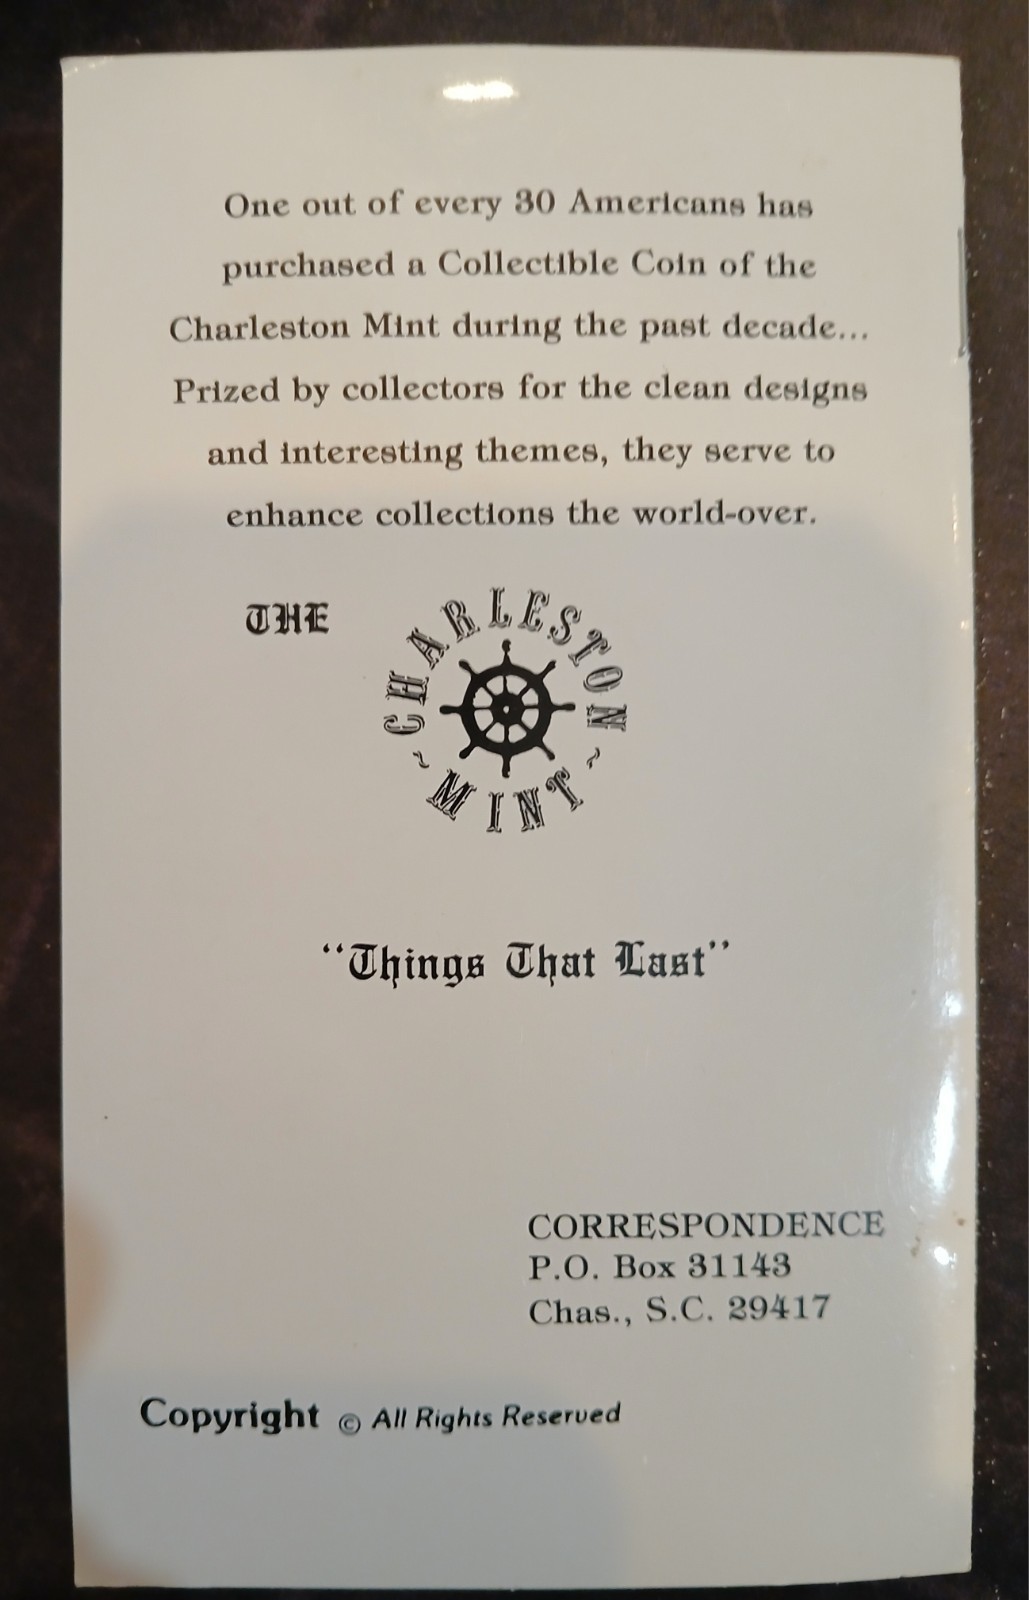 One out of every 30 Americans has
purchased a Collectible Coin of the
Charleston Mint during the past decade...
Prized by collectors for the clean designs
and interesting themes, they serve to
enhance collections the world-over.
THE
CHARLESTON
~ MINT ~
"Things That Last"
CORRESPONDENCE
P.O. Box 31143
Chas., S.C. 29417
Copyright © All Rights Reserved